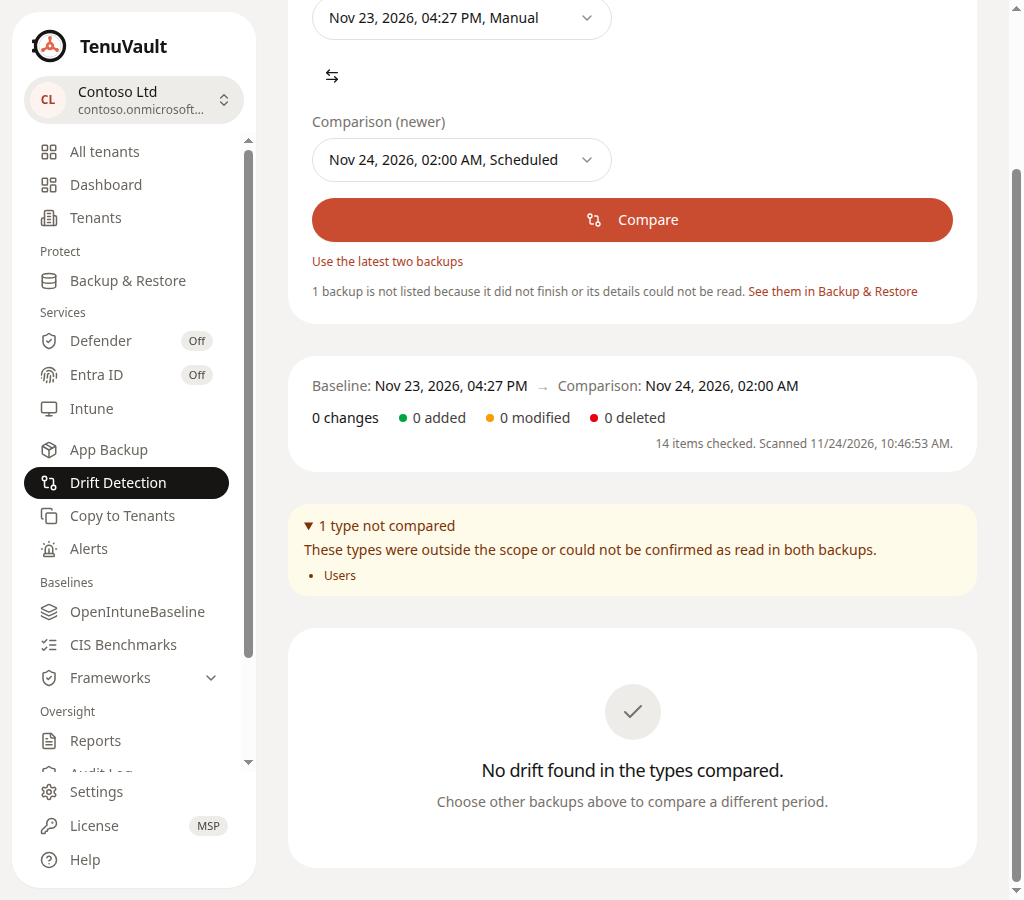 TenuVault
CL
Contoso Ltd
contoso.onmicrosoft...
All tenants
Dashboard
Tenants
Protect
Backup & Restore
Services
Defender Off
Entra ID Off
Intune
App Backup
Drift Detection
Copy to Tenants
Alerts
Baselines
OpenIntuneBaseline
CIS Benchmarks
Frameworks
Oversight
Reports
Audit Log
Settings
License MSP
Help
Nov 23, 2026, 04:27 PM, Manual
Comparison (newer)
Nov 24, 2026, 02:00 AM, Scheduled
Compare
Use the latest two backups
1 backup is not listed because it did not finish or its details could not be read. See them in Backup & Restore
Baseline: Nov 23, 2026, 04:27 PM → Comparison: Nov 24, 2026, 02:00 AM
0 changes 0 added 0 modified 0 deleted
14 items checked. Scanned 11/24/2026, 10:46:53 AM.
1 type not compared
These types were outside the scope or could not be confirmed as read in both backups.
• Users
No drift found in the types compared.
Choose other backups above to compare a different period.